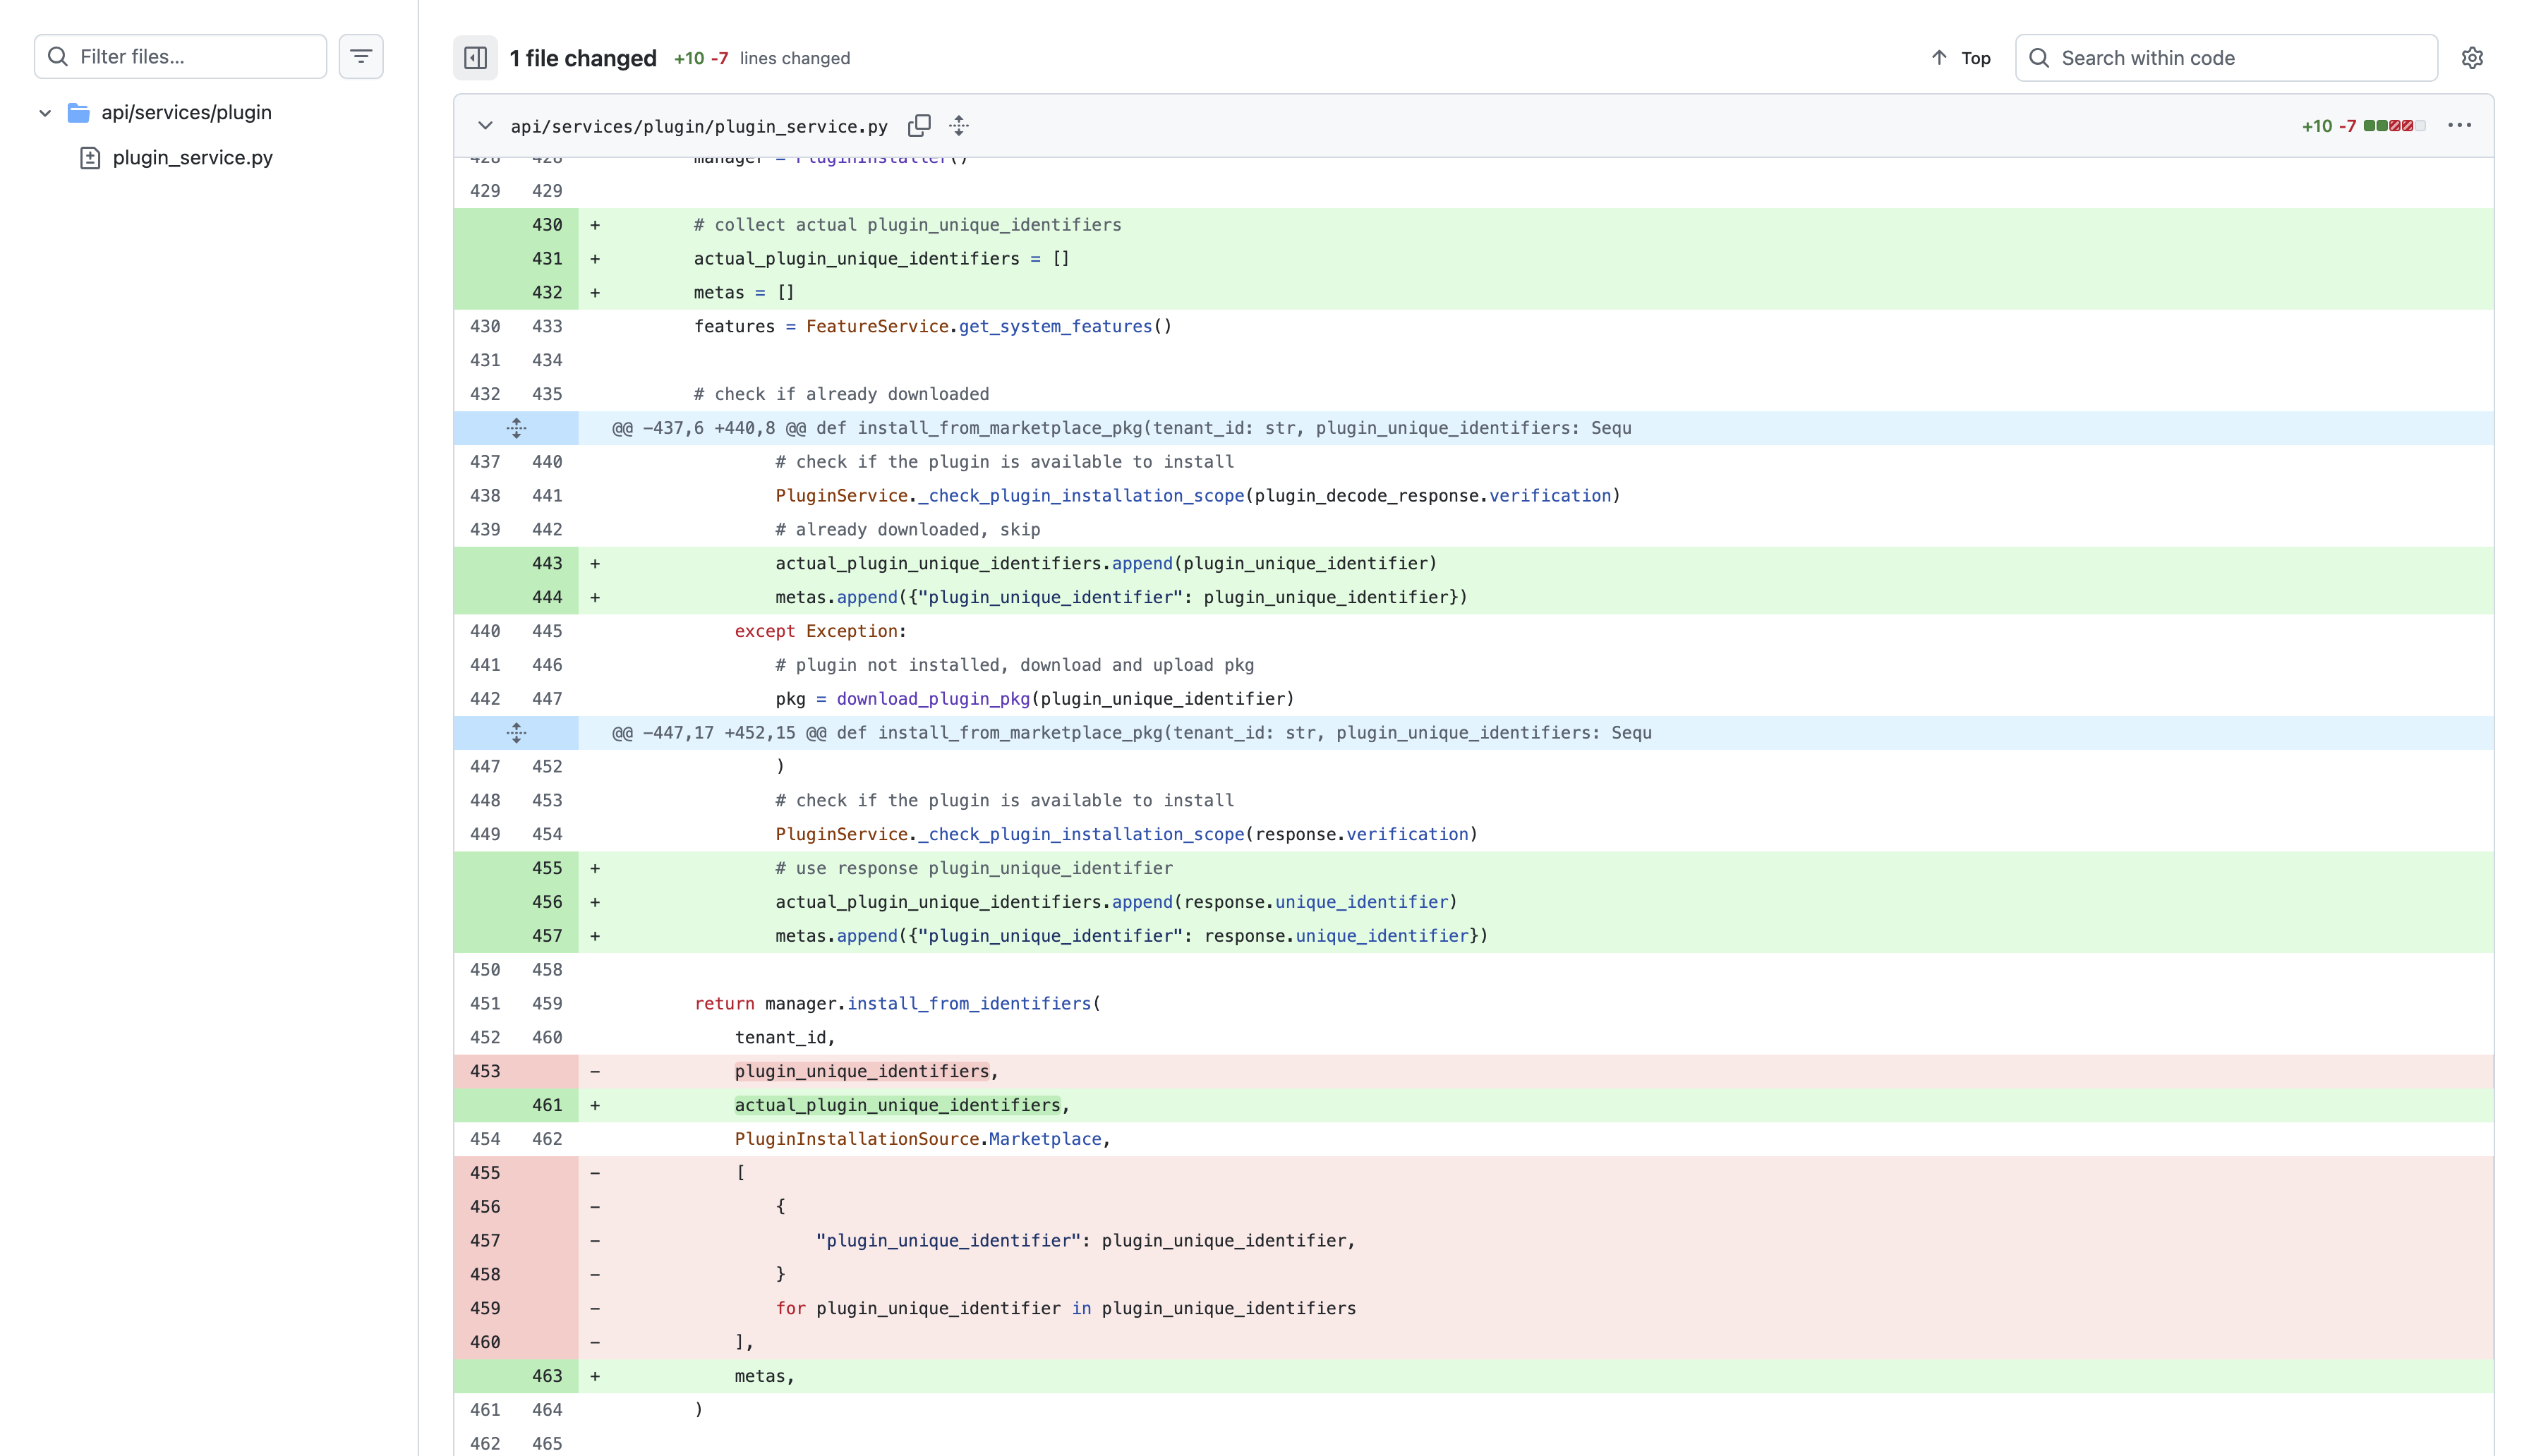 Filter files...
api/services/plugin
plugin_service.py
1 file changed +10 -7 lines changed
Top
Search within code
api/services/plugin/plugin_service.py
+10 -7
428 428 manager = PluginInstaller()
429 429
430 + # collect actual plugin_unique_identifiers
431 + actual_plugin_unique_identifiers = []
432 + metas = []
430 433 features = FeatureService.get_system_features()
431 434
432 435 # check if already downloaded
@@ -437,6 +440,8 @@ def install_from_marketplace_pkg(tenant_id: str, plugin_unique_identifiers: Sequ
437 440 # check if the plugin is available to install
438 441 PluginService._check_plugin_installation_scope(plugin_decode_response.verification)
439 442 # already downloaded, skip
443 + actual_plugin_unique_identifiers.append(plugin_unique_identifier)
444 + metas.append({"plugin_unique_identifier": plugin_unique_identifier})
440 445 except Exception:
441 446 # plugin not installed, download and upload pkg
442 447 pkg = download_plugin_pkg(plugin_unique_identifier)
@@ -447,17 +452,15 @@ def install_from_marketplace_pkg(tenant_id: str, plugin_unique_identifiers: Sequ
447 452 )
448 453 # check if the plugin is available to install
449 454 PluginService._check_plugin_installation_scope(response.verification)
455 + # use response plugin_unique_identifier
456 + actual_plugin_unique_identifiers.append(response.unique_identifier)
457 + metas.append({"plugin_unique_identifier": response.unique_identifier})
450 458
451 459 return manager.install_from_identifiers(
452 460 tenant_id,
453 - plugin_unique_identifiers,
461 + actual_plugin_unique_identifiers,
454 462 PluginInstallationSource.Marketplace,
455 - [
456 - {
457 - "plugin_unique_identifier": plugin_unique_identifier,
458 - }
459 - for plugin_unique_identifier in plugin_unique_identifiers
460 - ],
463 + metas,
461 464 )
462 465